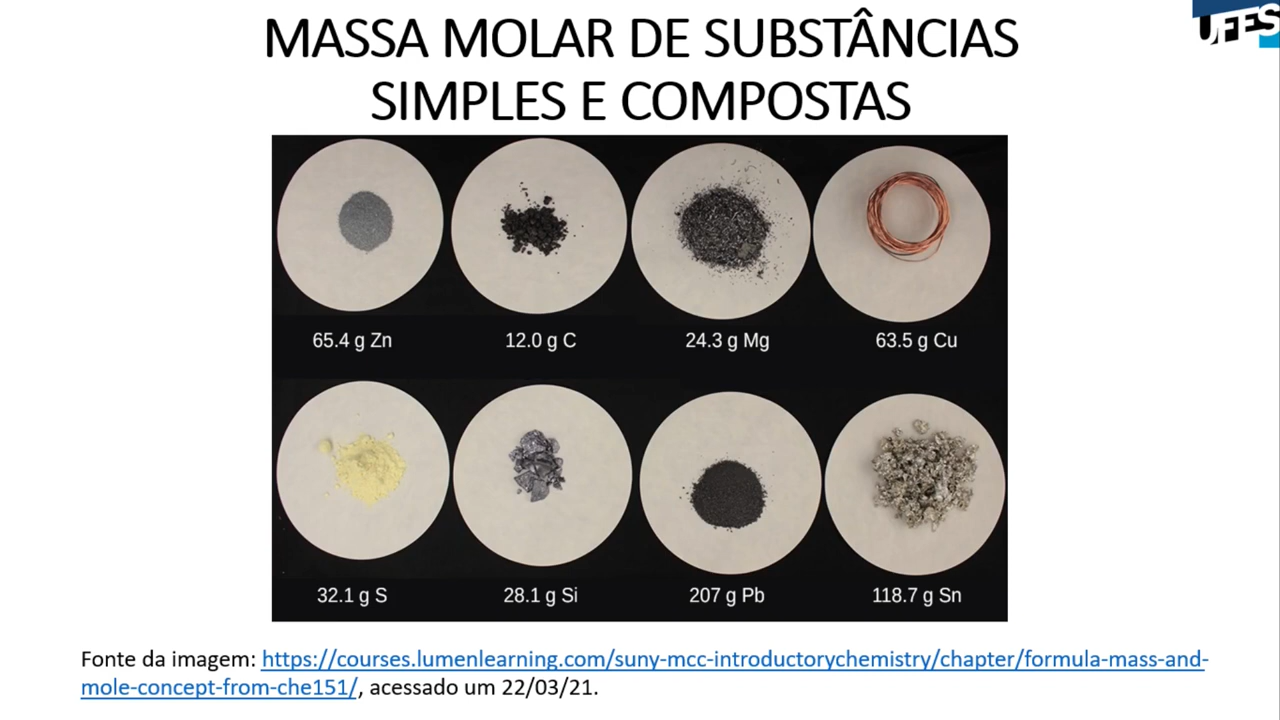 UFES
MASSA MOLAR DE SUBSTÂNCIAS
SIMPLES E COMPOSTAS
65.4 g Zn
12.0 g C
24.3 g Mg
63.5 g Cu
32.1 g S
28.1 g Si
207 g Pb
118.7 g Sn
Fonte da imagem: https://courses.lumenlearning.com/suny-mcc-introductorychemistry/chapter/formula-mass-and-
mole-concept-from-che151/, acessado um 22/03/21.